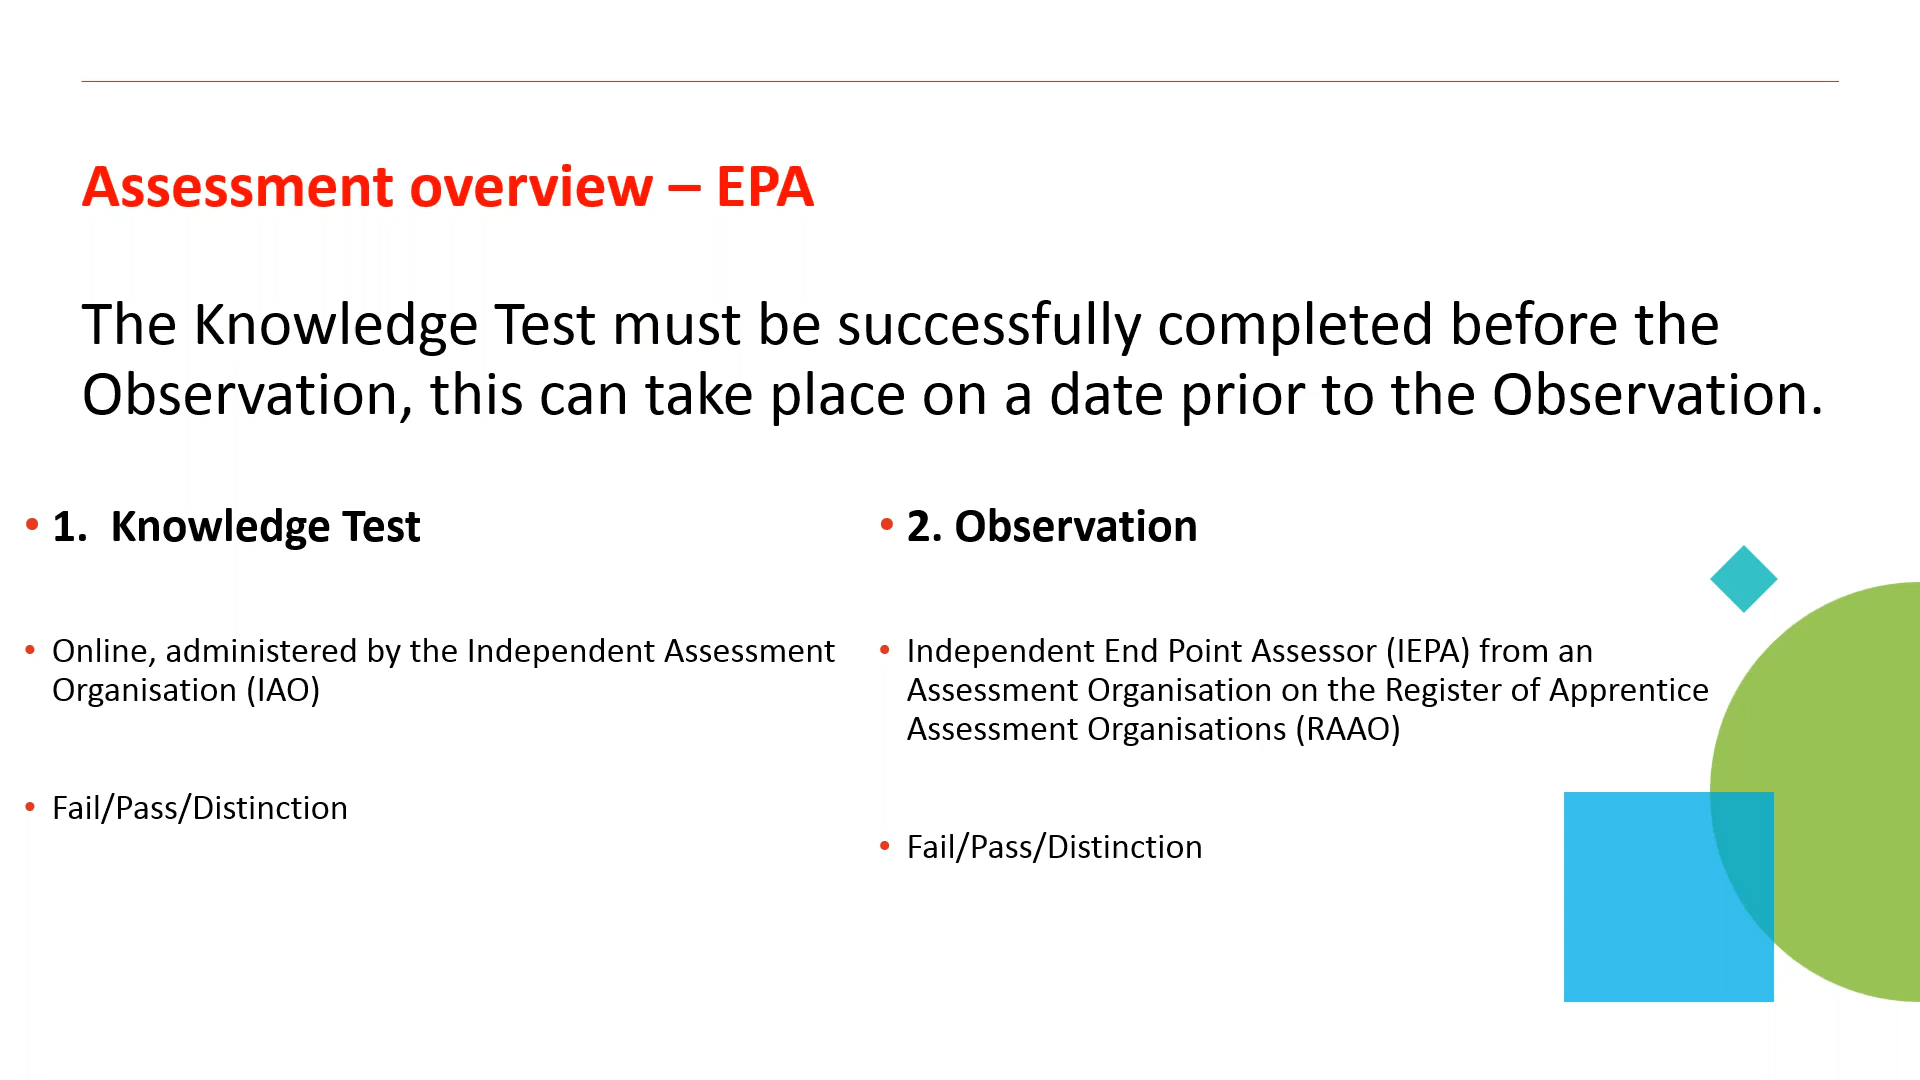 Assessment overview – EPA
The Knowledge Test must be successfully completed before the
Observation, this can take place on a date prior to the Observation.
• 1. Knowledge Test
• Online, administered by the Independent Assessment
Organisation (IAO)
• Fail/Pass/Distinction
• 2. Observation
• Independent End Point Assessor (IEPA) from an
Assessment Organisation on the Register of Apprentice
Assessment Organisations (RAAO)
• Fail/Pass/Distinction